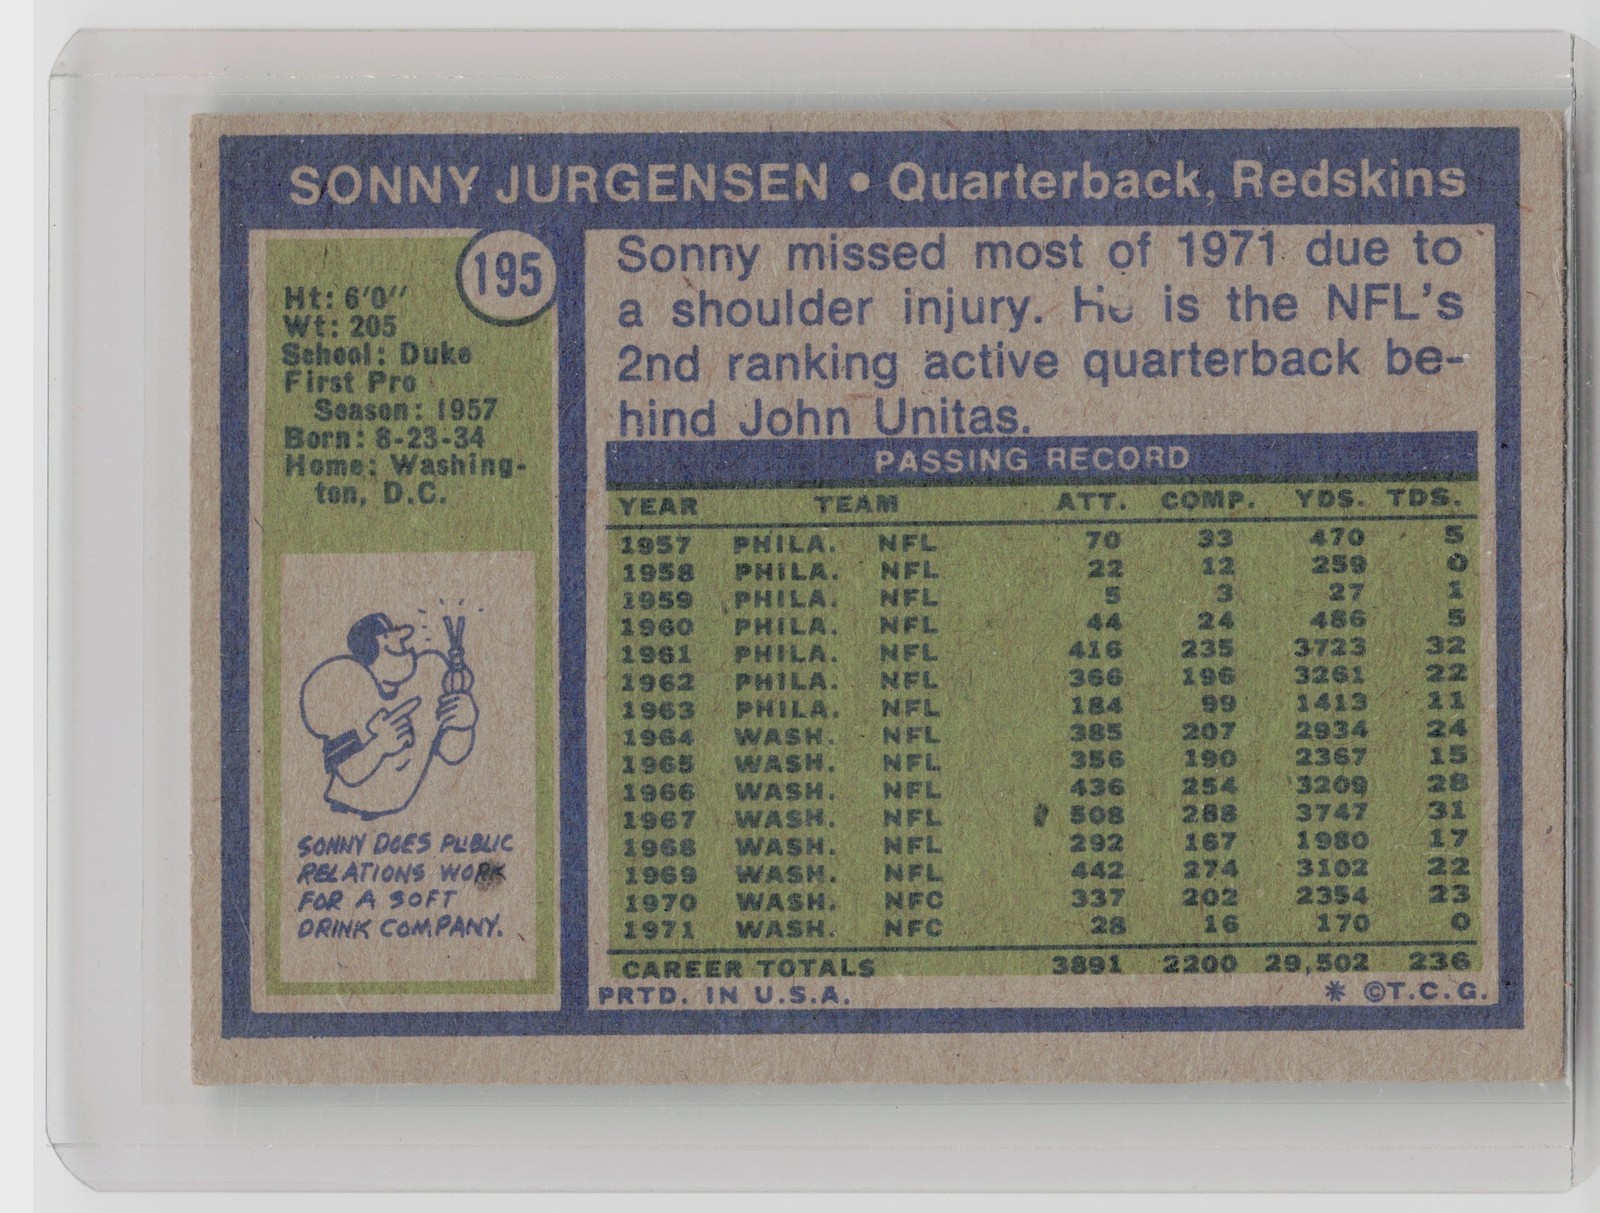 SONNY JURGENSEN • Quarterback, Redskins
195
Ht: 6'0''
Wt: 205
School: Duke
First Pro
Season: 1957
Born: 8-23-34
Home: Washing-
ton, D.C.
SONNY DOES PUBLIC
RELATIONS WORK
FOR A SOFT
DRINK COMPANY.
Sonny missed most of 1971 due to
a shoulder injury. He is the NFL's
2nd ranking active quarterback be-
hind John Unitas.
PASSING RECORD
YEAR TEAM ATT. COMP. YDS. TDS.
1957 PHILA. NFL 70 33 470 5
1958 PHILA. NFL 22 12 259 0
1959 PHILA. NFL 5 3 27 1
1960 PHILA. NFL 44 24 486 5
1961 PHILA. NFL 416 235 3723 32
1962 PHILA. NFL 366 196 3261 22
1963 PHILA. NFL 184 99 1413 11
1964 WASH. NFL 385 207 2934 24
1965 WASH. NFL 356 190 2367 15
1966 WASH. NFL 436 254 3209 28
1967 WASH. NFL 508 288 3747 31
1968 WASH. NFL 292 167 1980 17
1969 WASH. NFL 442 274 3102 22
1970 WASH. NFC 337 202 2354 23
1971 WASH. NFC 28 16 170 0
CAREER TOTALS 3891 2200 29,502 236
PRTD. IN U.S.A. * ©T.C.G.